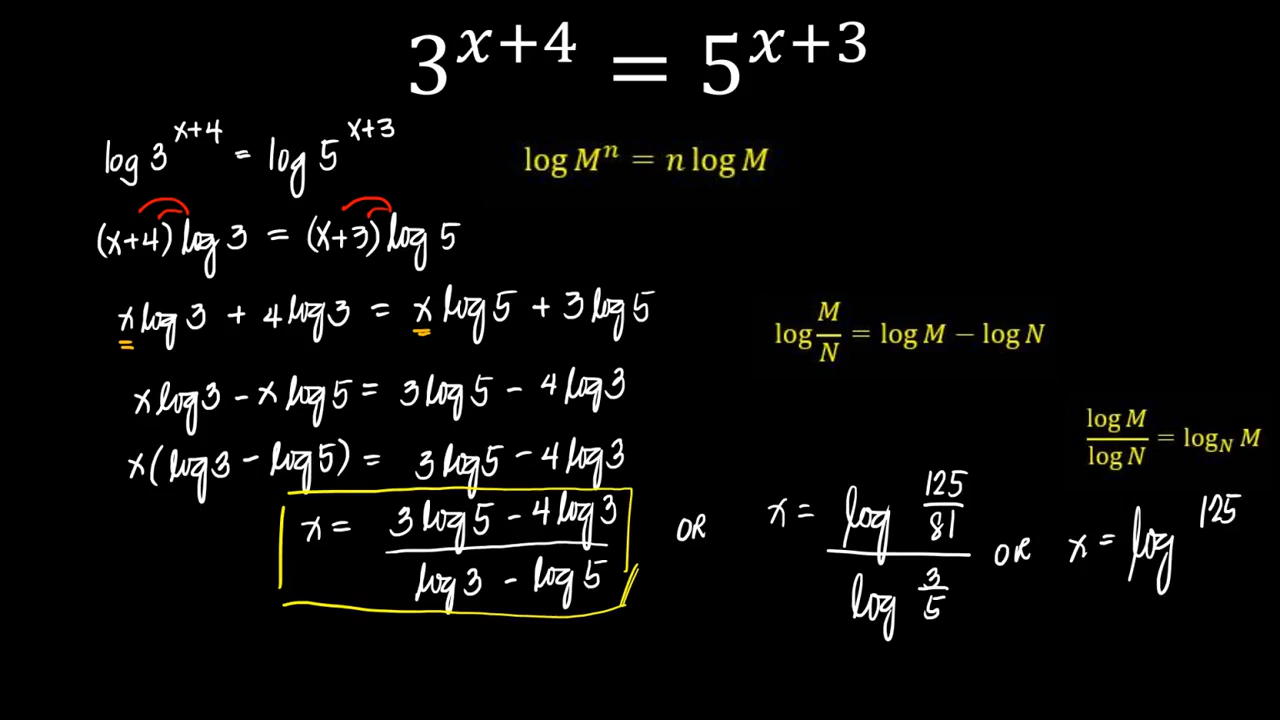 3^{x+4} = 5^{x+3}
log 3^{x+4} = log 5^{x+3}
log M^n = n log M
(x+4) log 3 = (x+3) log 5
x log 3 + 4 log 3 = x log 5 + 3 log 5
log M/N = log M − log N
x log 3 − x log 5 = 3 log 5 − 4 log 3
log M / log N = log_N M
x(log 3 − log 5) = 3 log 5 − 4 log 3
x = (3 log 5 − 4 log 3) / (log 3 − log 5) OR x = (log 125/81) / (log 3/5) OR x = log 125